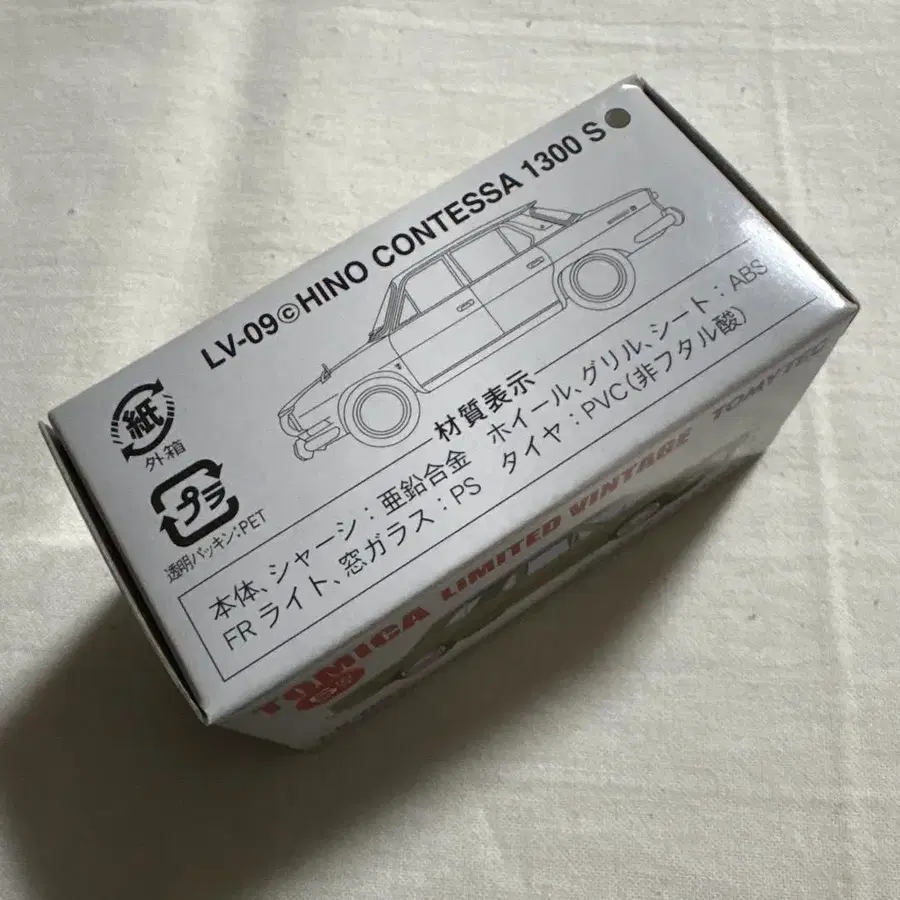 LV-09ⒸHINO CONTESSA 1300 S
紙
外箱
プラ
透明パッキン:PET
材質表示
本体、シャーシ:亜鉛合金 ホイール、グリル、シート:ABS
FRライト、窓ガラス:PS タイヤ:PVC(非フタル酸)
TOMICA LIMITED VINTAGE TOMYTEC